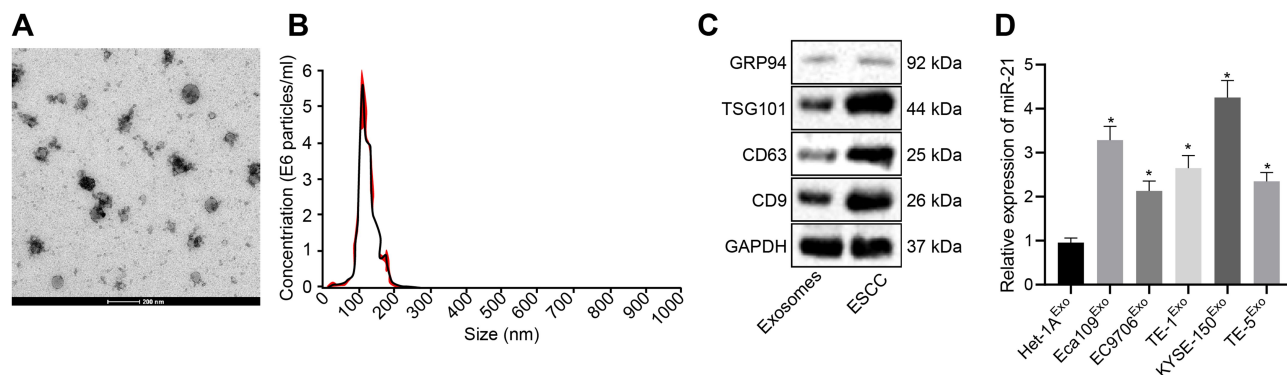 A
200 nm
B
Concentriation (E6 particles/ml)
6
5
4
3
2
1
0
0
100
200
300
400
500
600
700
800
900
1000
Size (nm)
C
GRP94
92 kDa
TSG101
44 kDa
CD63
25 kDa
CD9
26 kDa
GAPDH
37 kDa
Exosomes
ESCC
D
Relative expression of miR-21
5
4
3
2
1
0
*
*
*
*
*
Het-1A^Exo
Eca109^Exo
EC9706^Exo
TE-1^Exo
KYSE-150^Exo
TE-5^Exo